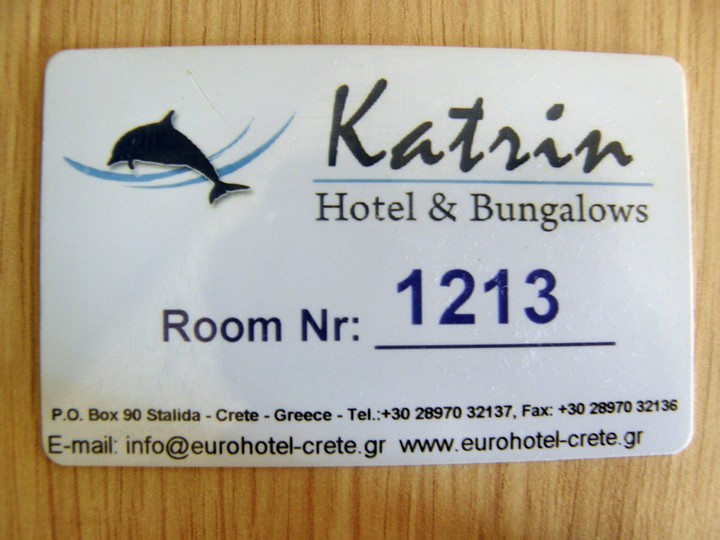 Katrin
Hotel & Bungalows
Room Nr: 1213
P.O. Box 90 Stalida - Crete - Greece - Tel.:+30 28970 32137, Fax: +30 28970 32136
E-mail: info@eurohotel-crete.gr www.eurohotel-crete.gr